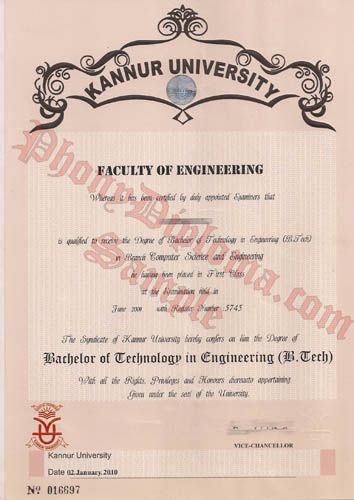 KANNUR UNIVERSITY
FACULTY OF ENGINEERING
Whereas it has been certified by duly appointed Examiners that
is qualified to receive the Degree of Bachelor of Technology in Engineering (B.Tech)
in Branch Computer Science and Engineering
he having been placed in First Class
at the Examination held in
June 2009 with Register Number 5745
The Syndicate of Kannur University hereby confers on him the Degree of
Bachelor of Technology in Engineering (B.Tech)
With all the Rights, Privileges and Honours thereunto appertaining
Given under the seal of the University.
VICE-CHANCELLOR
Kannur University
Date 02.January.2010
No 016697
PhonyDiploma.com
Sample